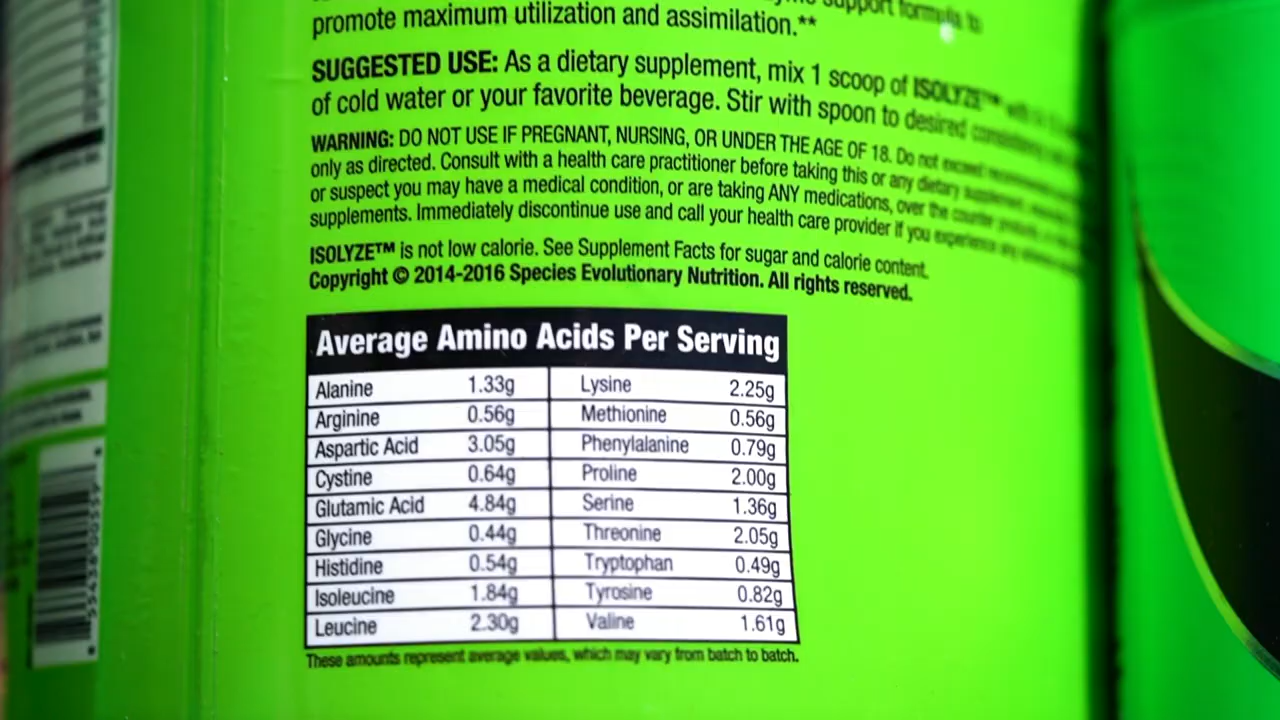 support formula to
promote maximum utilization and assimilation.**
SUGGESTED USE: As a dietary supplement, mix 1 scoop of ISOLYZE™ with
of cold water or your favorite beverage. Stir with spoon to desired consistency
WARNING: DO NOT USE IF PREGNANT, NURSING, OR UNDER THE AGE OF 18. Do not exceed recommended
only as directed. Consult with a health care practitioner before taking this or any dietary supplement,
or suspect you may have a medical condition, or are taking ANY medications, over the counter products,
supplements. Immediately discontinue use and call your health care provider if you experience any
ISOLYZE™ is not low calorie. See Supplement Facts for sugar and calorie content.
Copyright © 2014-2016 Species Evolutionary Nutrition. All rights reserved.
Average Amino Acids Per Serving
Alanine 1.33g Lysine 2.25g
Arginine 0.56g Methionine 0.56g
Aspartic Acid 3.05g Phenylalanine 0.79g
Cystine 0.64g Proline 2.00g
Glutamic Acid 4.84g Serine 1.36g
Glycine 0.44g Threonine 2.05g
Histidine 0.54g Tryptophan 0.49g
Isoleucine 1.84g Tyrosine 0.82g
Leucine 2.30g Valine 1.61g
These amounts represent average values, which may vary from batch to batch.